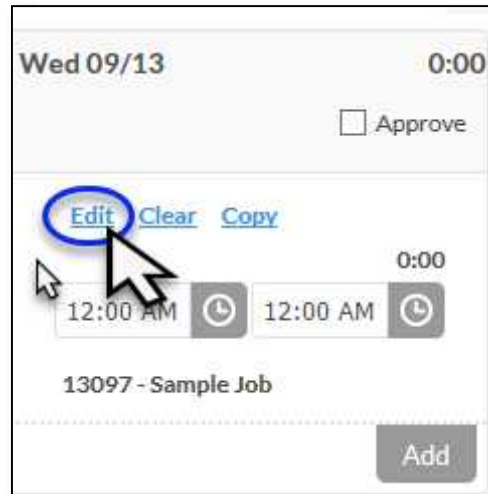 Wed 09/13 0:00
Approve
Edit Clear Copy
0:00
12:00 AM 12:00 AM
13097 - Sample Job
Add